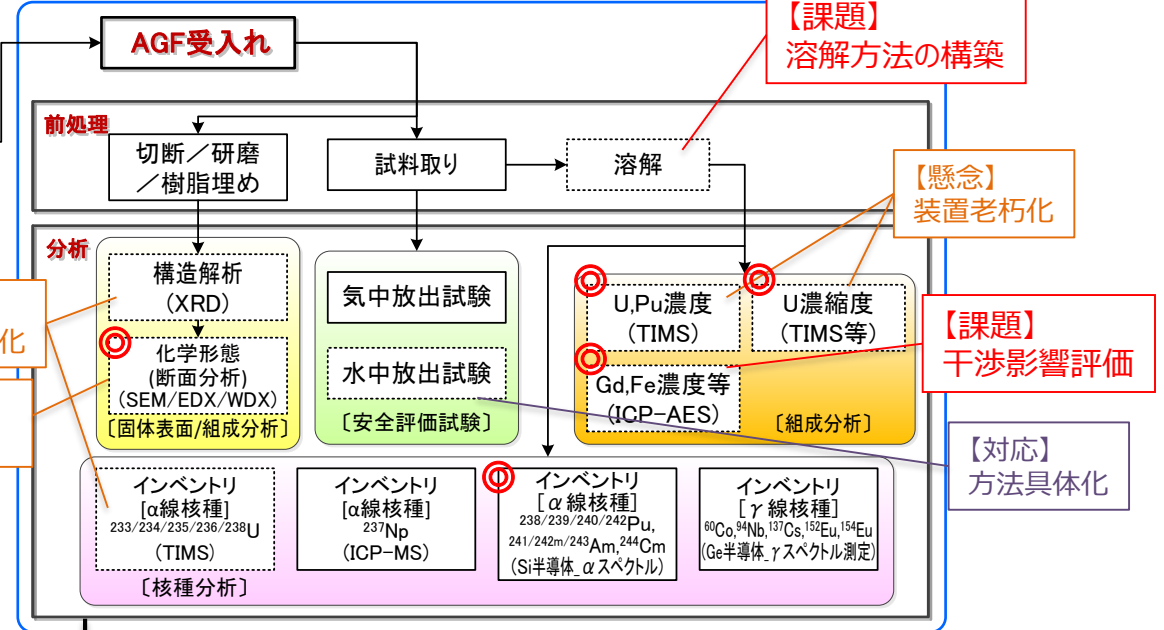 AGF受入れ
【課題】
溶解方法の構築
前処理
切断／研磨
／樹脂埋め
試料取り
溶解
【懸念】
装置老朽化
分析
構造解析
(XRD)
化学形態
(断面分析)
(SEM/EDX/WDX)
〔固体表面/組成分析〕
気中放出試験
水中放出試験
〔安全評価試験〕
U,Pu濃度
(TIMS)
U濃縮度
(TIMS等)
Gd,Fe濃度等
(ICP-AES)
〔組成分析〕
【課題】
干渉影響評価
化
【対応】
方法具体化
インベントリ
[α線核種]
233/234/235/236/238U
(TIMS)
インベントリ
[α線核種]
237Np
(ICP-MS)
インベントリ
[α線核種]
238/239/240/242Pu,
241/242m/243Am,244Cm
(Si半導体_αスペクトル)
インベントリ
[γ線核種]
60Co,94Nb,137Cs,152Eu,154Eu
(Ge半導体_γスペクトル測定)
〔核種分析〕